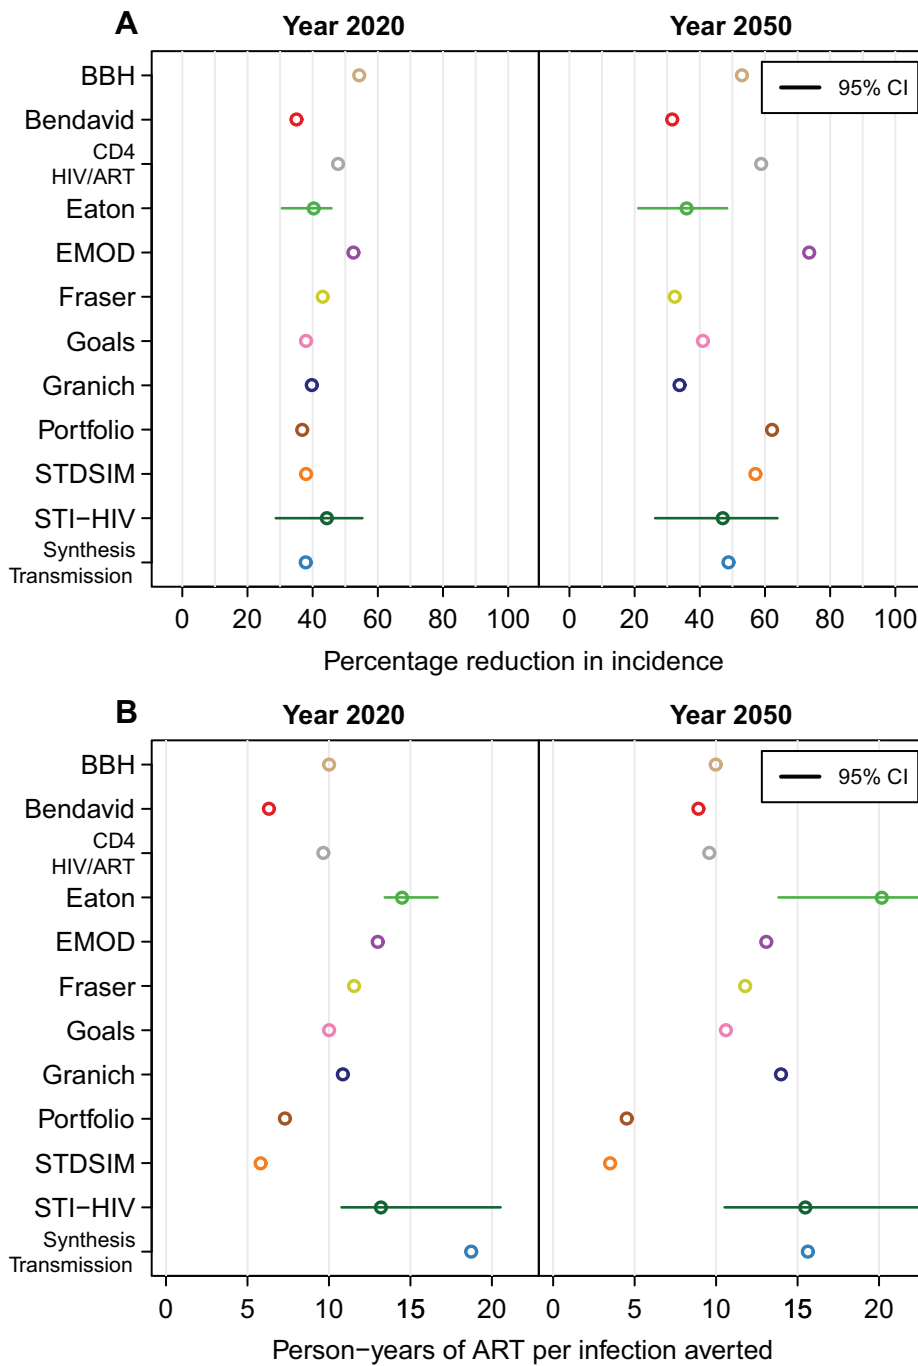 A
Year 2020
Year 2050
95% CI
BBH
Bendavid
CD4
HIV/ART
Eaton
EMOD
Fraser
Goals
Granich
Portfolio
STDSIM
STI−HIV
Synthesis
Transmission
0 20 40 60 80 100 0 20 40 60 80 100
Percentage reduction in incidence
B
Year 2020
Year 2050
95% CI
BBH
Bendavid
CD4
HIV/ART
Eaton
EMOD
Fraser
Goals
Granich
Portfolio
STDSIM
STI−HIV
Synthesis
Transmission
0 5 10 15 20 0 5 10 15 20
Person−years of ART per infection averted